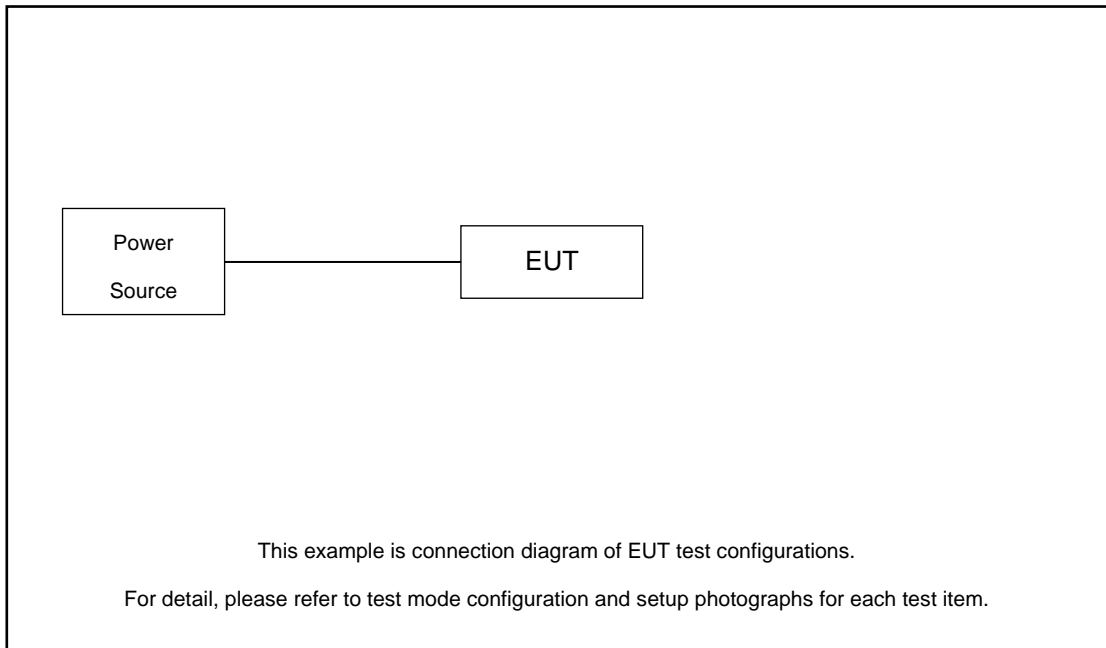 Power
Source
EUT
This example is connection diagram of EUT test configurations.
For detail, please refer to test mode configuration and setup photographs for each test item.